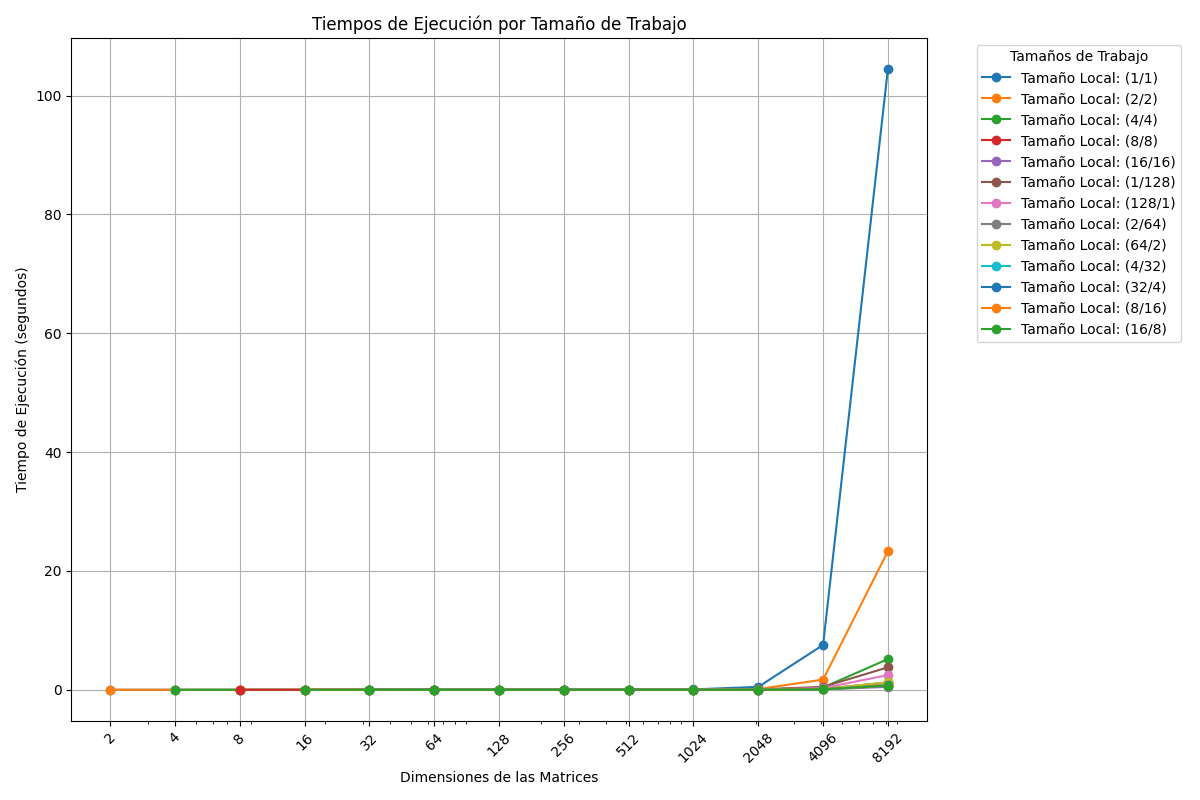 Tiempos de Ejecución por Tamaño de Trabajo
Tiempo de Ejecución (segundos)
100
80
60
40
20
0
2
4
8
16
32
64
128
256
512
1024
2048
4096
8192
Dimensiones de las Matrices
Tamaños de Trabajo
Tamaño Local: (1/1)
Tamaño Local: (2/2)
Tamaño Local: (4/4)
Tamaño Local: (8/8)
Tamaño Local: (16/16)
Tamaño Local: (1/128)
Tamaño Local: (128/1)
Tamaño Local: (2/64)
Tamaño Local: (64/2)
Tamaño Local: (4/32)
Tamaño Local: (32/4)
Tamaño Local: (8/16)
Tamaño Local: (16/8)